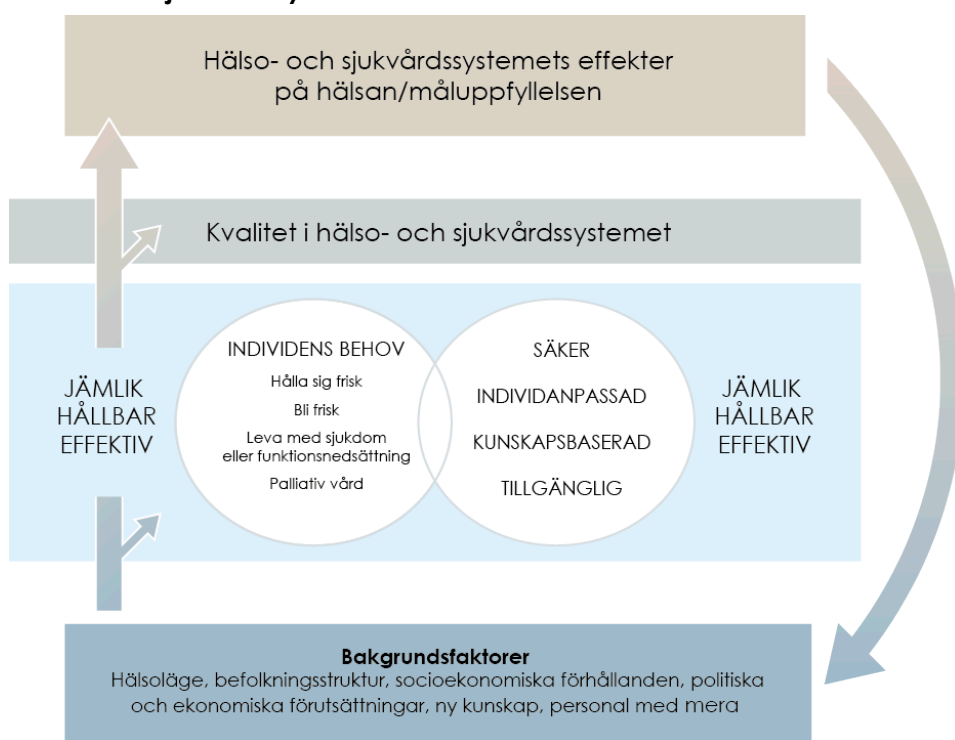 Hälso- och sjukvårdssystemets effekter
på hälsan/måluppfyllelsen
Kvalitet i hälso- och sjukvårdssystemet
JÄMLIK
HÅLLBAR
EFFEKTIV
INDIVIDENS BEHOV
Hålla sig frisk
Bli frisk
Leva med sjukdom
eller funktionsnedsättning
Palliativ vård
SÄKER
INDIVIDANPASSAD
KUNSKAPSBASERAD
TILLGÄNGLIG
JÄMLIK
HÅLLBAR
EFFEKTIV
Bakgrundsfaktorer
Hälsoläge, befolkningsstruktur, socioekonomiska förhållanden, politiska
och ekonomiska förutsättningar, ny kunskap, personal med mera